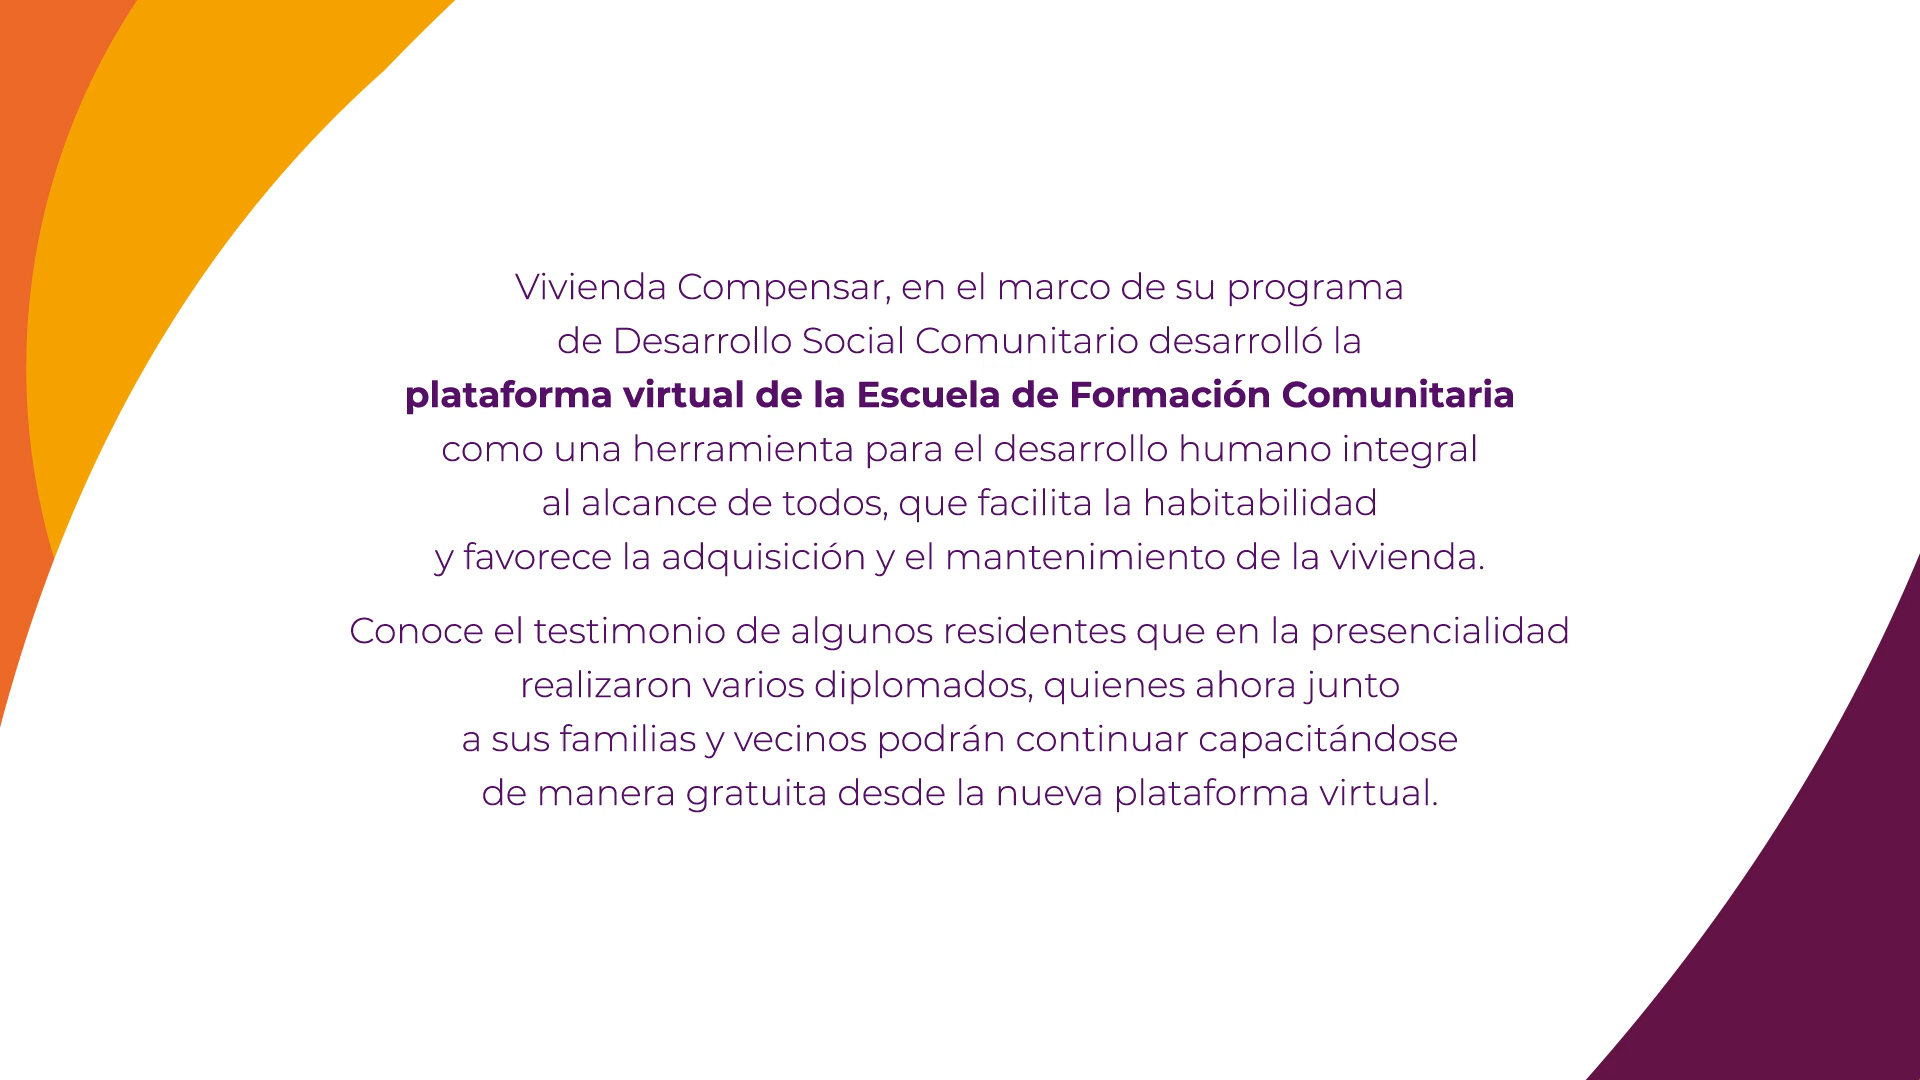 Vivienda Compensar, en el marco de su programa
de Desarrollo Social Comunitario desarrolló la
plataforma virtual de la Escuela de Formación Comunitaria
como una herramienta para el desarrollo humano integral
al alcance de todos, que facilita la habitabilidad
y favorece la adquisición y el mantenimiento de la vivienda.
Conoce el testimonio de algunos residentes que en la presencialidad
realizaron varios diplomados, quienes ahora junto
a sus familias y vecinos podrán continuar capacitándose
de manera gratuita desde la nueva plataforma virtual.